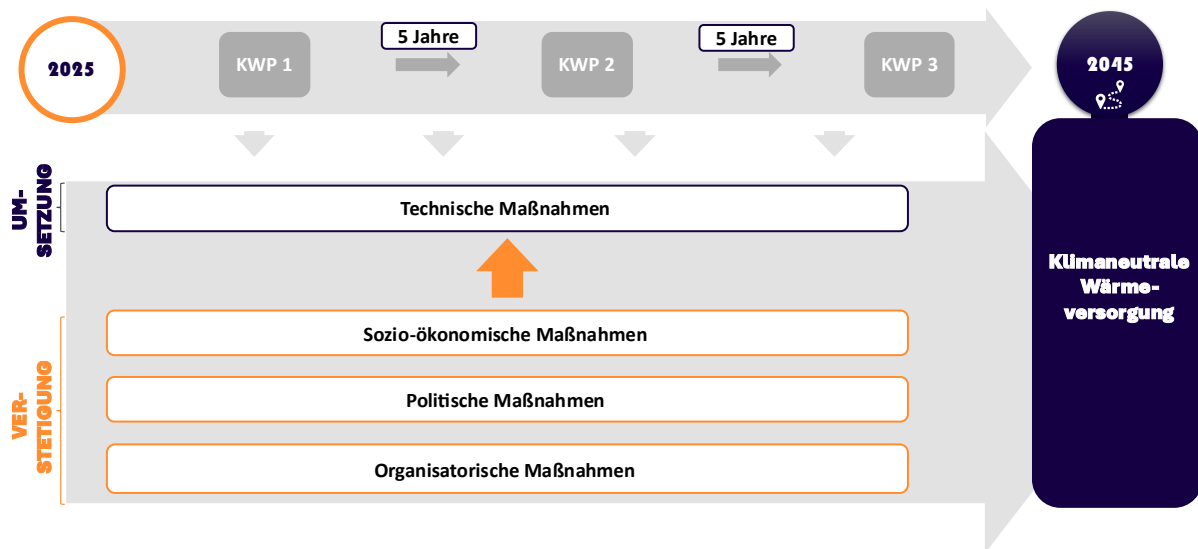 2025
KWP 1
5 Jahre
KWP 2
5 Jahre
KWP 3
2045
UM-
SETZUNG
Technische Maßnahmen
Klimaneutrale
Wärme-
versorgung
VER-
STETIGUNG
Sozio-ökonomische Maßnahmen
Politische Maßnahmen
Organisatorische Maßnahmen